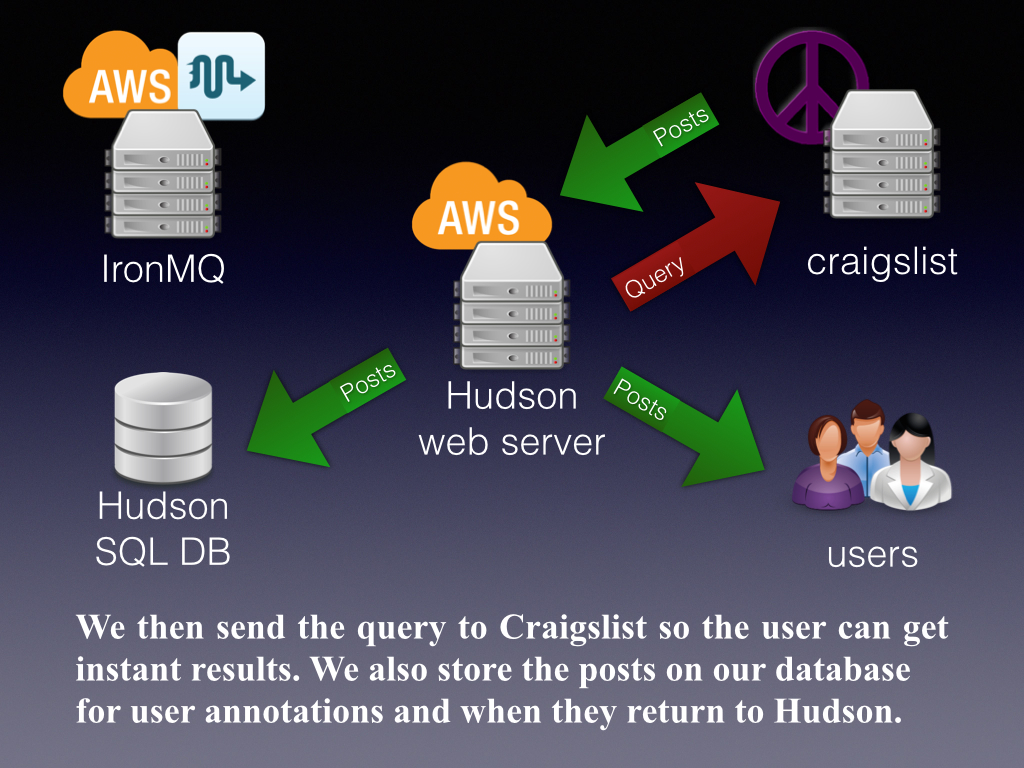 AWS
IronMQ
Posts
Query
craigslist
AWS
Hudson
web server
Posts
Posts
Hudson
SQL DB
users
We then send the query to Craigslist so the user can get
instant results. We also store the posts on our database
for user annotations and when they return to Hudson.